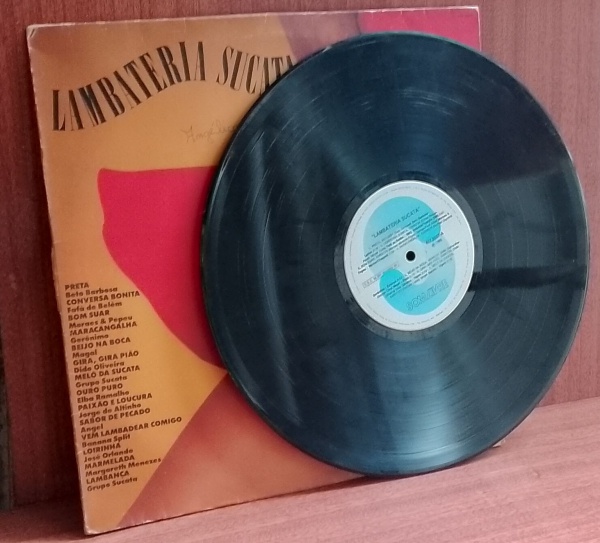 LAMBATERIA SUCATA
PRETA
Beto Barbosa
CONVERSA BONITA
Fafá de Belém
BOM SUAR
Moraes & Pepeu
MARACANGALHA
Gerônimo
BEIJO NA BOCA
Magal
GIRA, GIRA PIÃO
Dida Oliveira
MELÔ DA SUCATA
Grupo Sucata
OURO PURO
Elba Ramalho
PAIXÃO E LOUCURA
Jorge de Altinho
SABOR DE PECADO
Angel
VEM LAMBADEAR COMIGO
Banana Split
LOIRINHA
José Orlando
MARMELADA
Margareth Menezes
LAMBANÇA
Grupo Sucata
"LAMBATERIA SUCATA"